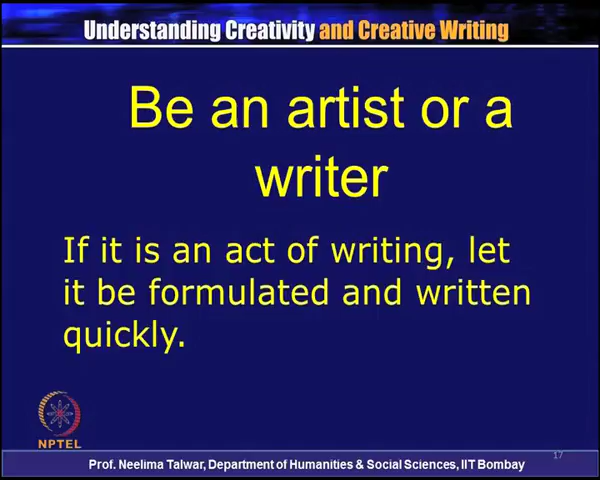 Understanding Creativity and Creative Writing
Be an artist or a
writer
If it is an act of writing, let
it be formulated and written
quickly.
NPTEL
17
Prof. Neelima Talwar, Department of Humanities & Social Sciences, IIT Bombay